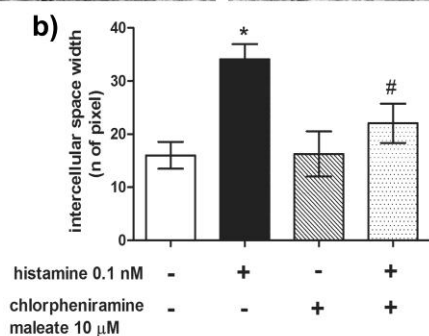 b)
intercellular space width
(n of pixel)
40
30
20
10
0
*
#
histamine 0.1 nM - + - +
chlorpheniramine
maleate 10 μM - - + +